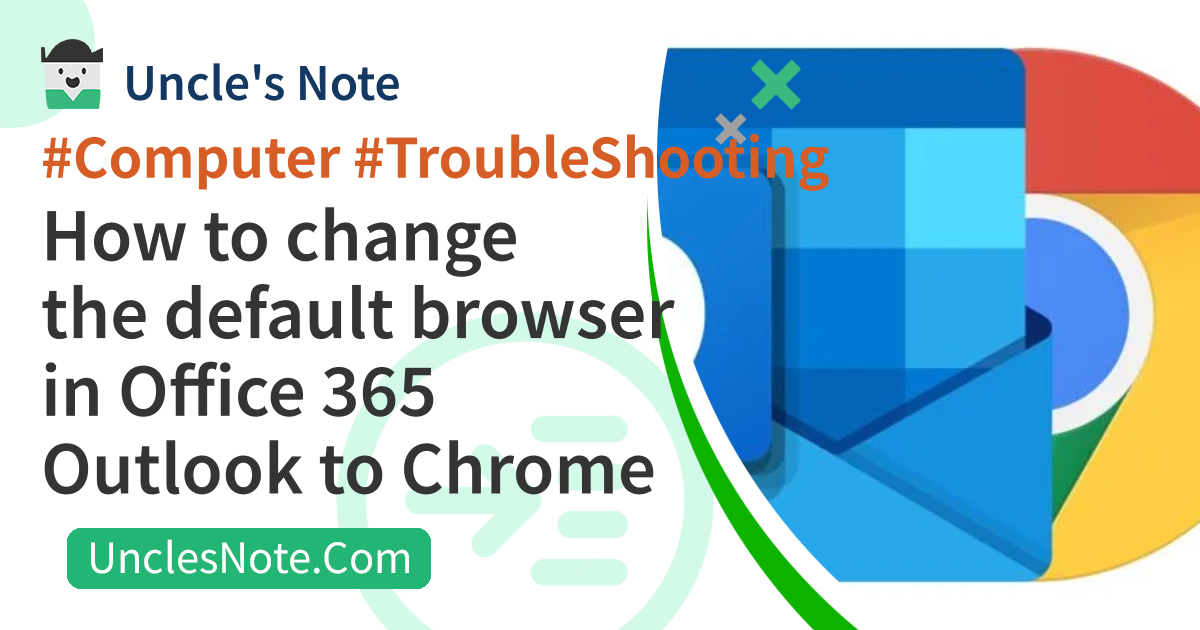 Uncle's Note
#Computer #TroubleShooting
How to change
the default browser
in Office 365
Outlook to Chrome
UnclesNote.Com